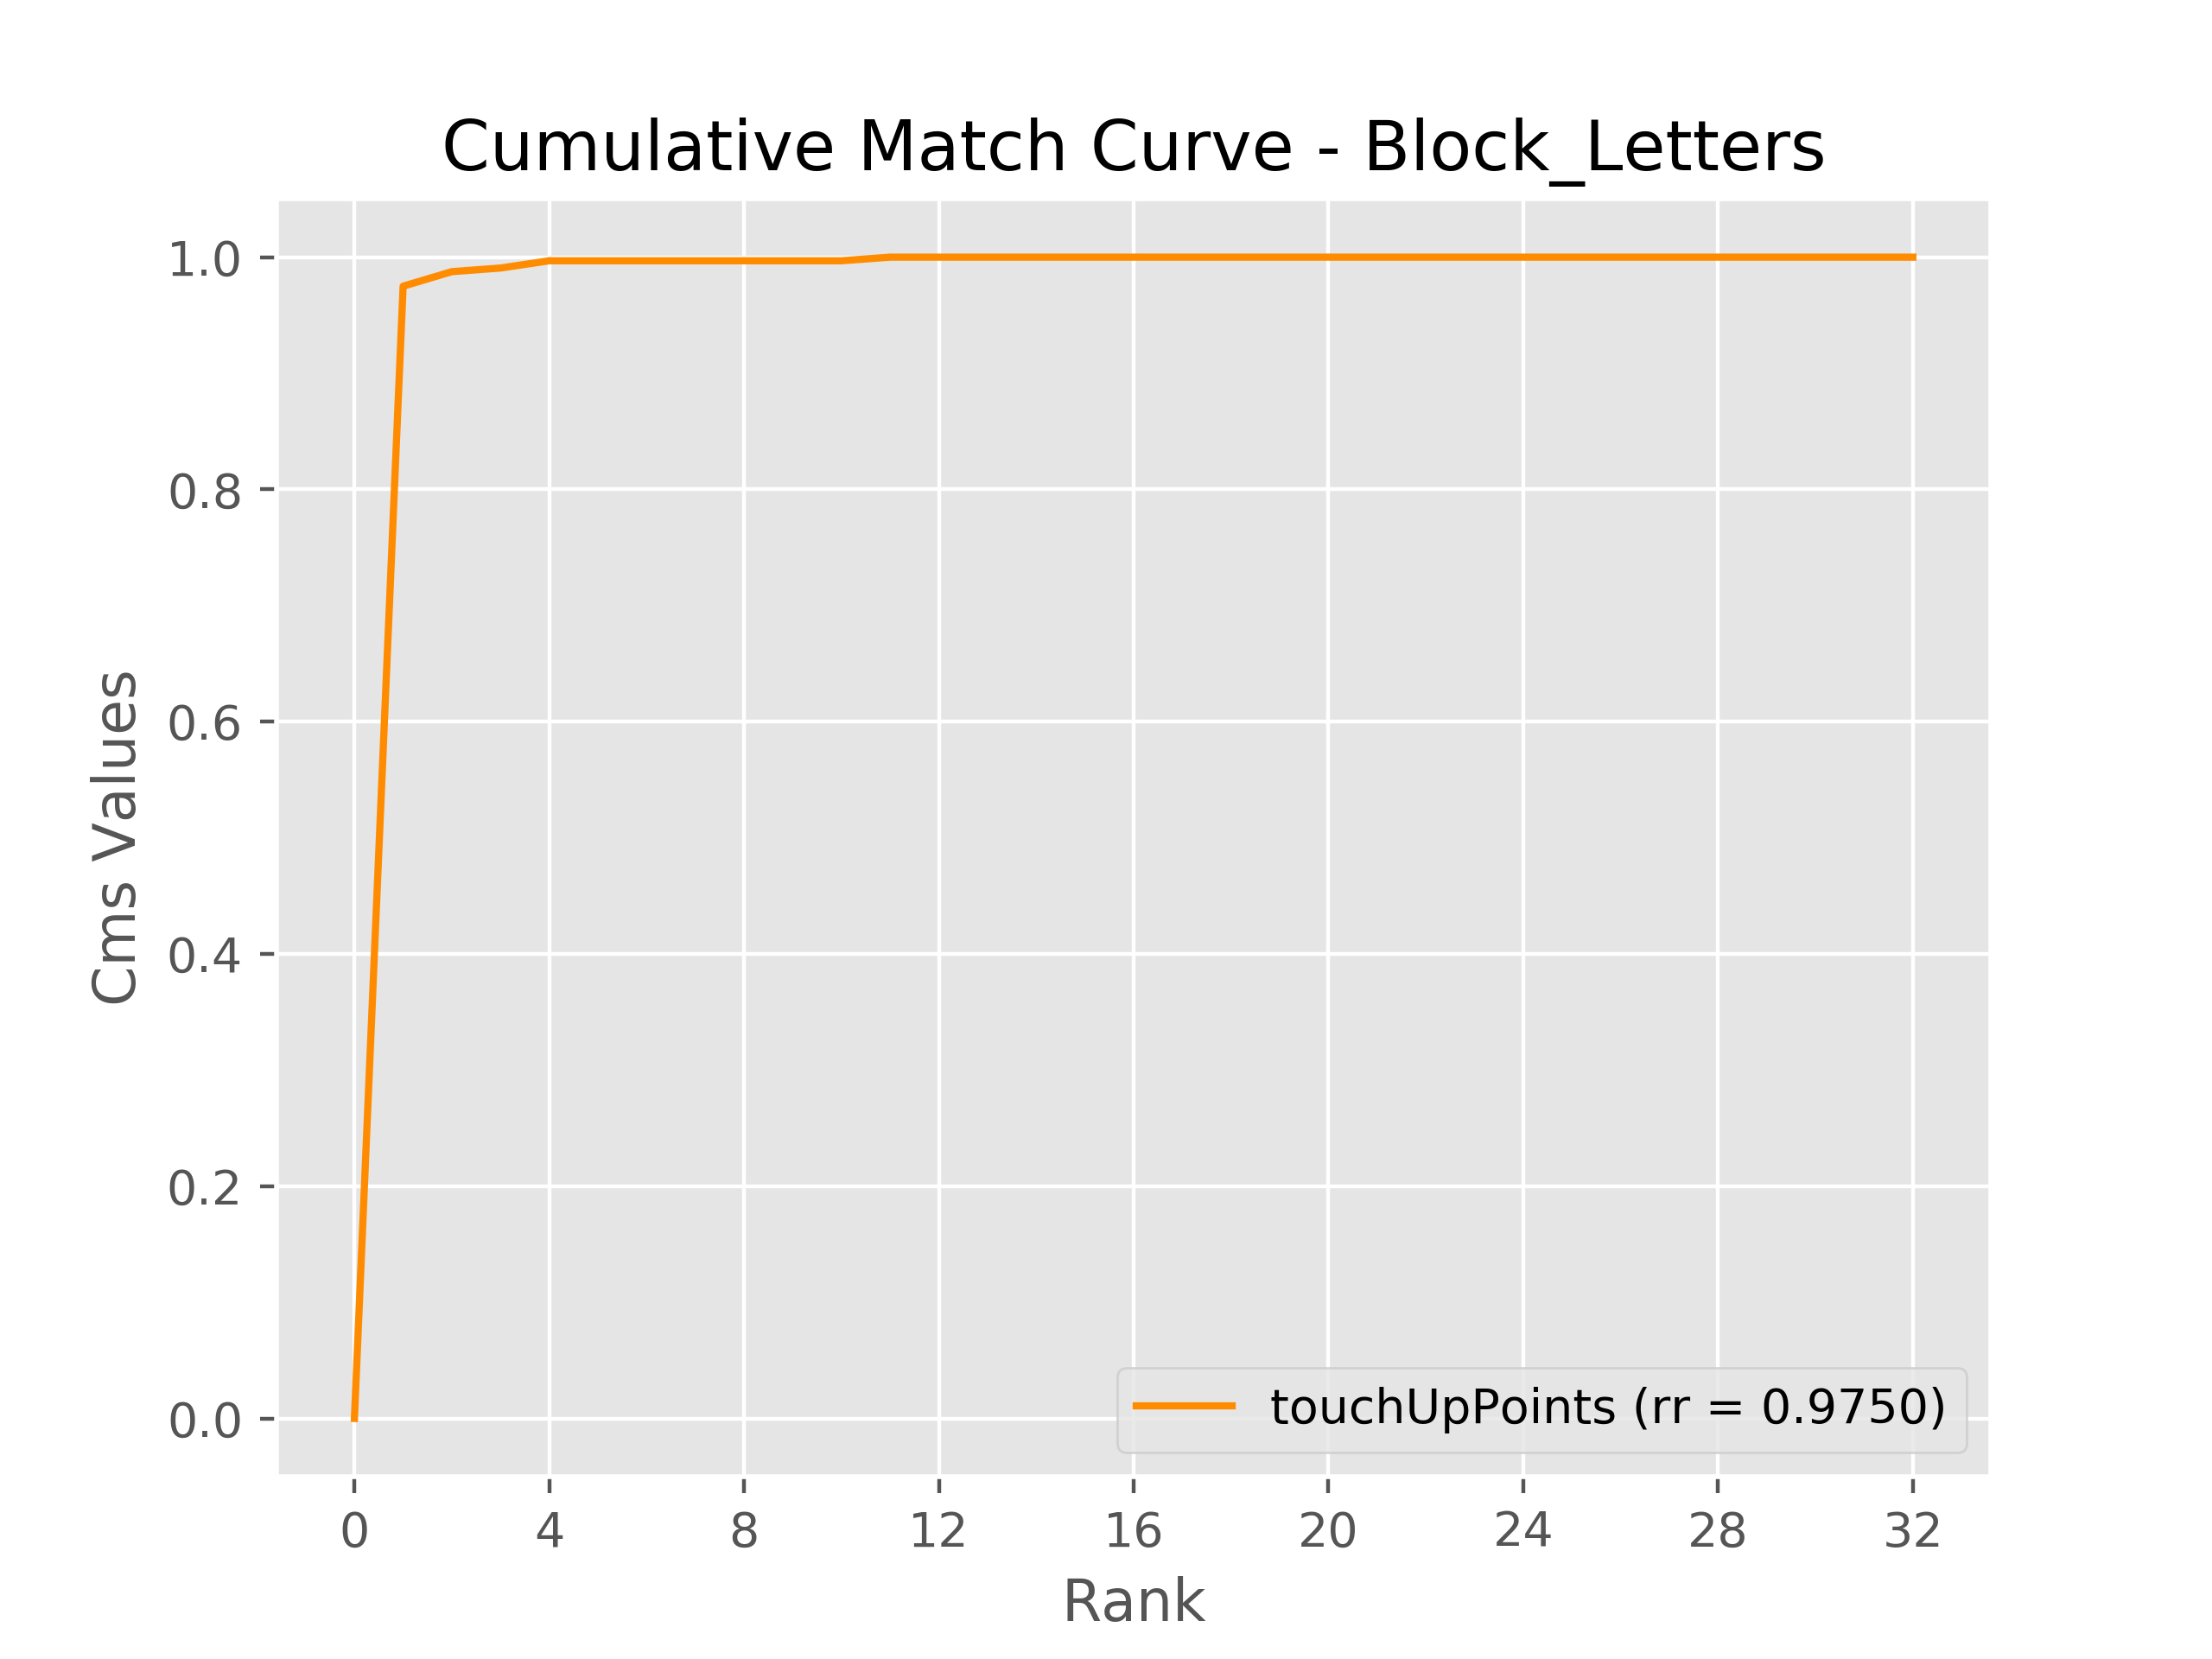 Cumulative Match Curve - Block_Letters
1.0
0.8
0.6
0.4
0.2
0.0
Cms Values
touchUpPoints (rr = 0.9750)
0 4 8 12 16 20 24 28 32
Rank